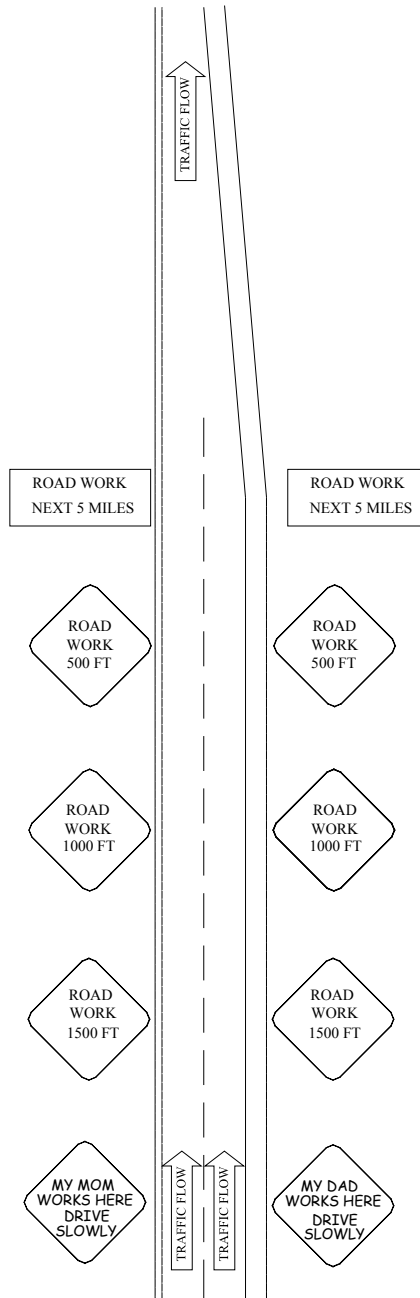 TRAFFIC FLOW
ROAD WORK
NEXT 5 MILES
ROAD WORK
NEXT 5 MILES
ROAD
WORK
500 FT
ROAD
WORK
500 FT
ROAD
WORK
1000 FT
ROAD
WORK
1000 FT
ROAD
WORK
1500 FT
ROAD
WORK
1500 FT
MY MOM
WORKS HERE
DRIVE
SLOWLY
TRAFFIC FLOW
TRAFFIC FLOW
MY DAD
WORKS HERE
DRIVE
SLOWLY